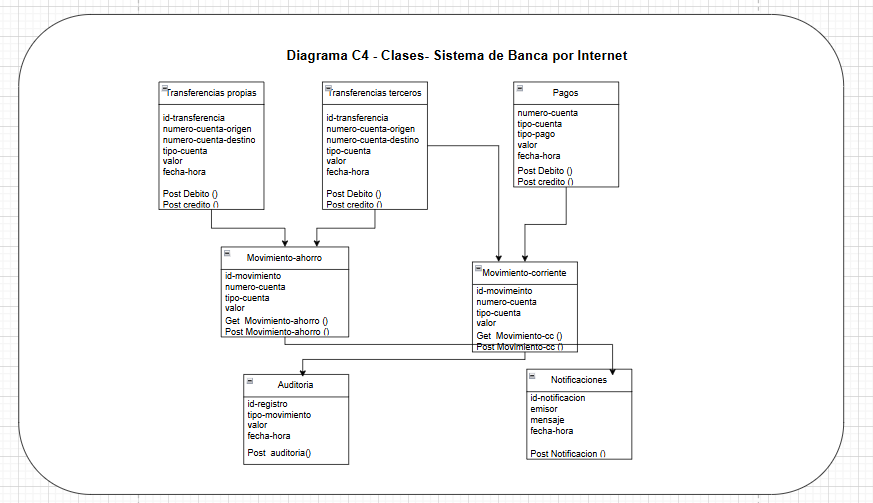 Diagrama C4 - Clases- Sistema de Banca por Internet
Transferencias propias
id-transferencia
numero-cuenta-origen
numero-cuenta-destino
tipo-cuenta
valor
fecha-hora
Post Debito ()
Post credito ()
Transferencias terceros
id-transferencia
numero-cuenta-origen
numero-cuenta-destino
tipo-cuenta
valor
fecha-hora
Post Debito ()
Post credito ()
Pagos
numero-cuenta
tipo-cuenta
tipo-pago
valor
fecha-hora
Post Debito ()
Post credito ()
Movimiento-ahorro
id-movimiento
numero-cuenta
tipo-cuenta
valor
Get Movimiento-ahorro ()
Post Movimiento-ahorro ()
Movimiento-corriente
id-movimeinto
numero-cuenta
tipo-cuenta
valor
Get Movimiento-cc ()
Post Movimiento-cc ()
Auditoria
id-registro
tipo-movimiento
valor
fecha-hora
Post auditoria()
Notificaciones
id-notificacion
emisor
mensaje
fecha-hora
Post Notificacion ()